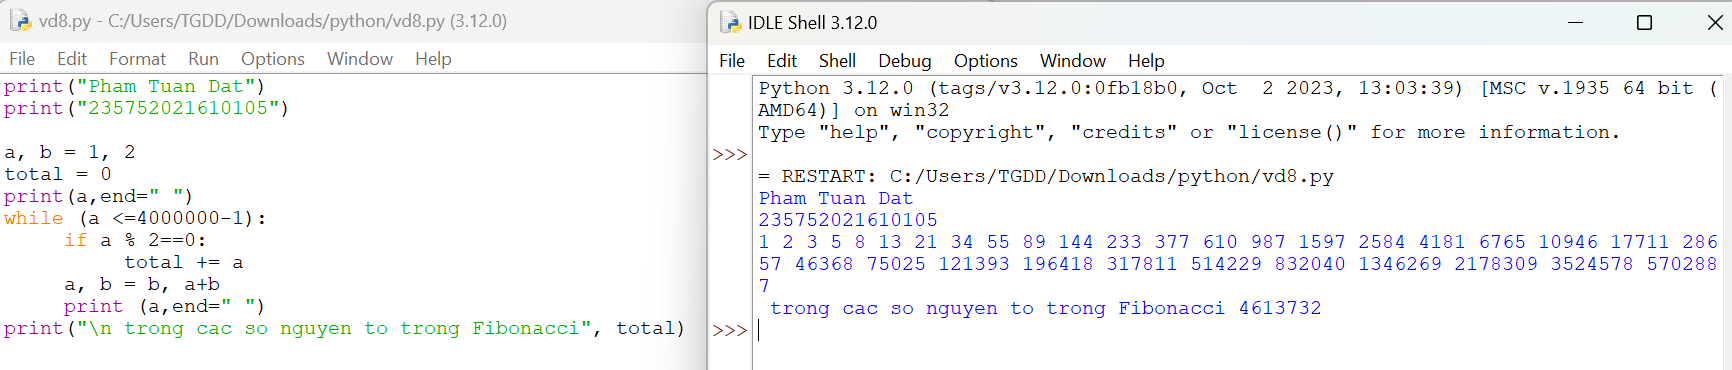 vd8.py - C:/Users/TGDD/Downloads/python/vd8.py (3.12.0)
File Edit Format Run Options Window Help
print("Pham Tuan Dat")
print("235752021610105")
a, b = 1, 2
total = 0
print(a,end=" ")
while (a <=4000000-1):
     if a % 2==0:
          total += a
     a, b = b, a+b
     print (a,end=" ")
print("\n trong cac so nguyen to trong Fibonacci", total)
IDLE Shell 3.12.0
File Edit Shell Debug Options Window Help
Python 3.12.0 (tags/v3.12.0:0fb18b0, Oct  2 2023, 13:03:39) [MSC v.1935 64 bit (
AMD64)] on win32
Type "help", "copyright", "credits" or "license()" for more information.
>>>
= RESTART: C:/Users/TGDD/Downloads/python/vd8.py
Pham Tuan Dat
235752021610105
1 2 3 5 8 13 21 34 55 89 144 233 377 610 987 1597 2584 4181 6765 10946 17711 286
57 46368 75025 121393 196418 317811 514229 832040 1346269 2178309 3524578 570288
7
 trong cac so nguyen to trong Fibonacci 4613732
>>>